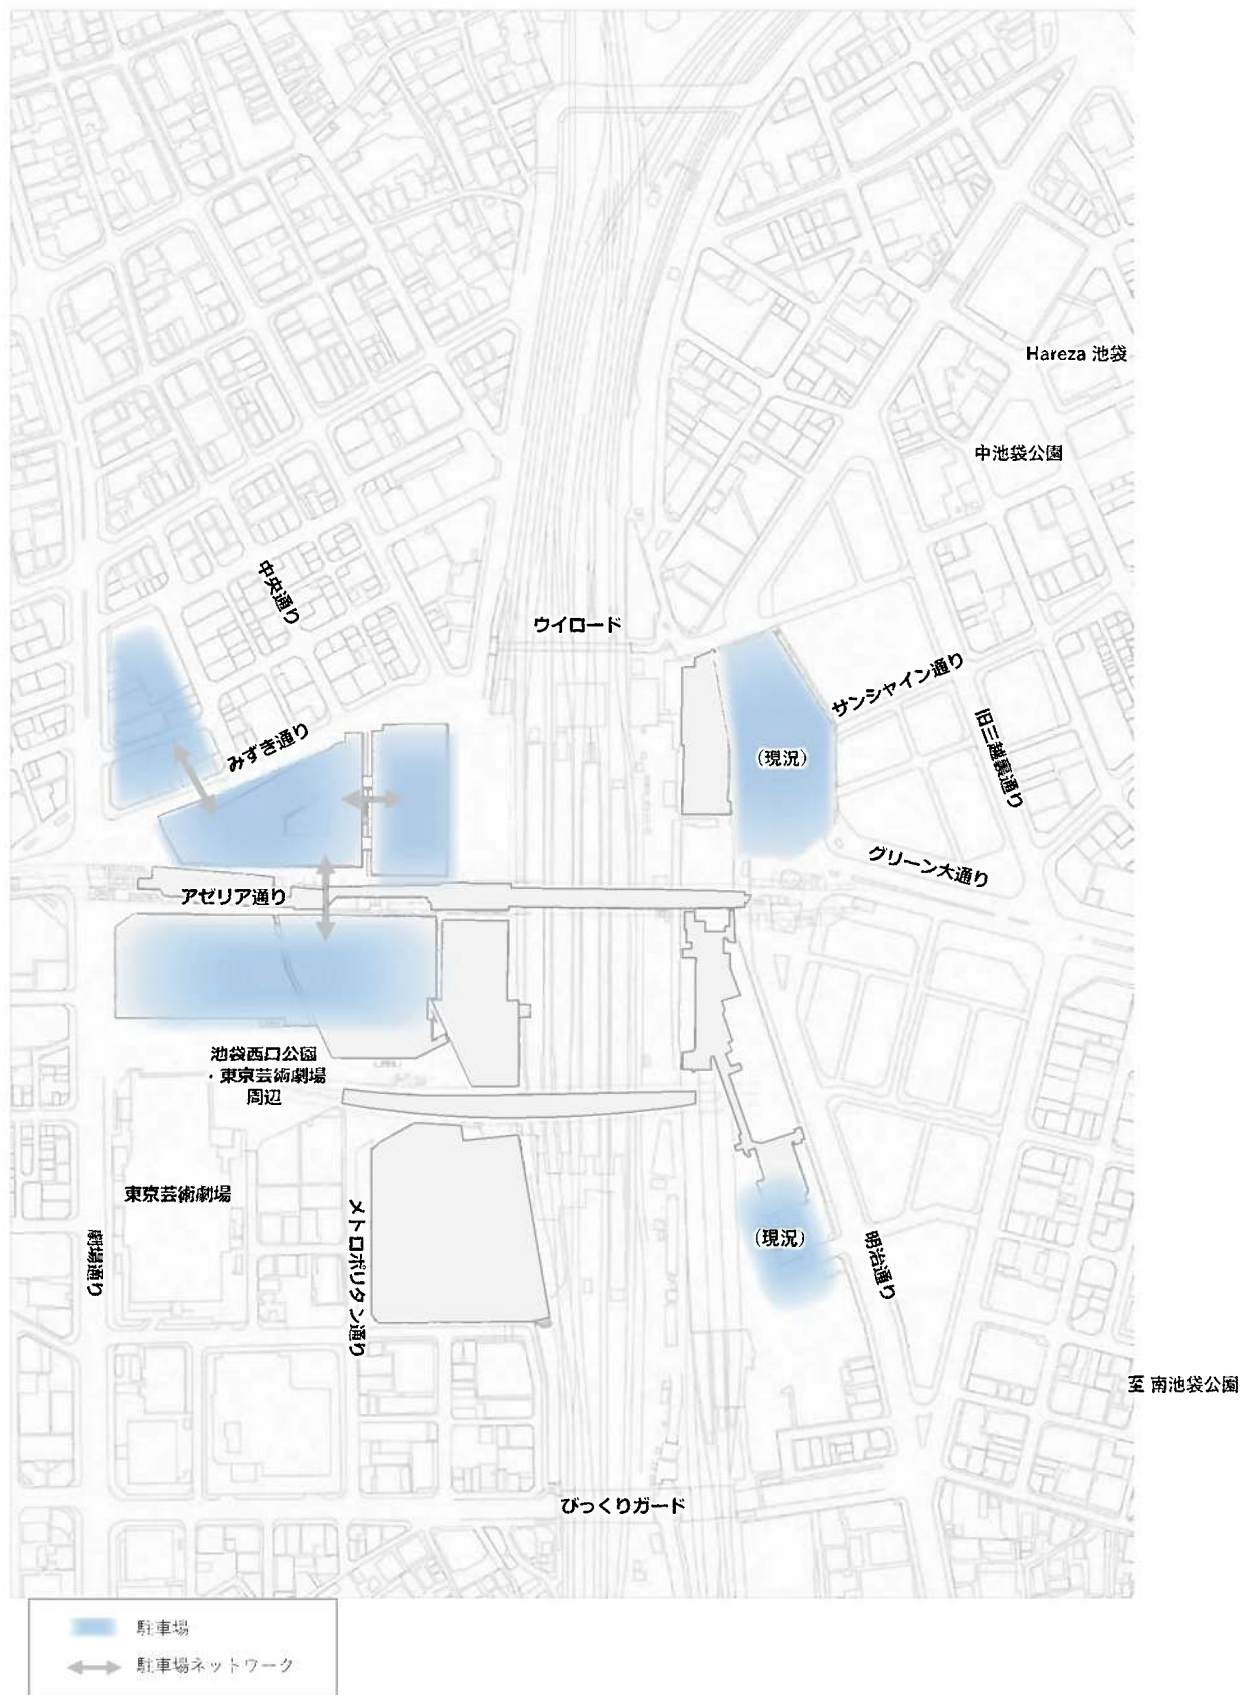 Hareza 池袋
中池袋公園
中央通り
ウイロード
サンシャイン通り
みずき通り
旧三越裏通り
(現況)
グリーン大通り
アゼリア通り
池袋西口公園
・東京芸術劇場
周辺
東京芸術劇場
劇場通り
メトロポリタン通り
(現況)
明治通り
至 南池袋公園
びっくりガード
駐車場
駐車場ネットワーク